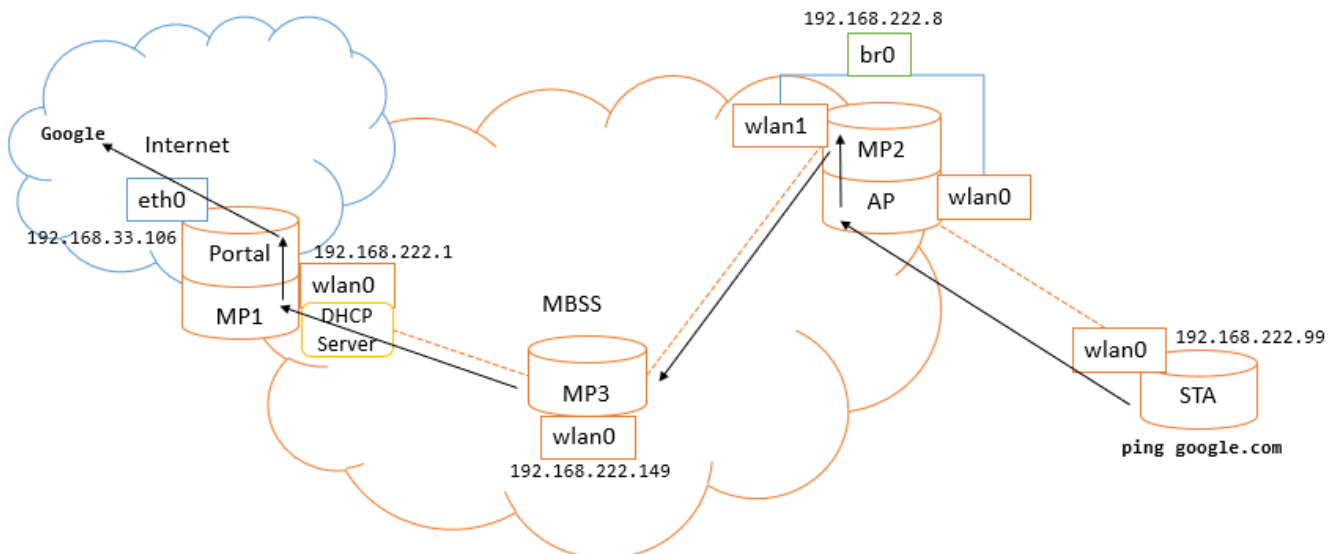 192.168.222.8
br0
wlan1
MP2
AP
wlan0
Google
Internet
eth0
192.168.33.106
Portal
MP1
192.168.222.1
wlan0
DHCP
Server
MBSS
MP3
wlan0
192.168.222.149
wlan0
192.168.222.99
STA
ping google.com